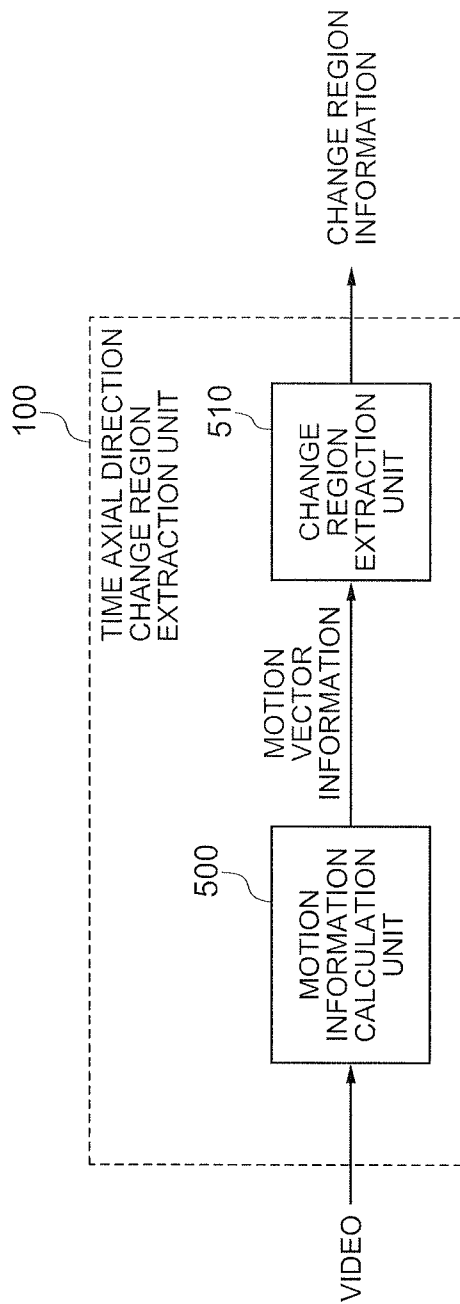 100
TIME AXIAL DIRECTION
CHANGE REGION
EXTRACTION UNIT
VIDEO
500
MOTION
INFORMATION
CALCULATION
UNIT
MOTION
VECTOR
INFORMATION
510
CHANGE
REGION
EXTRACTION
UNIT
CHANGE REGION
INFORMATION